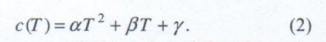 c(T) = αT² + βT + γ. (2)